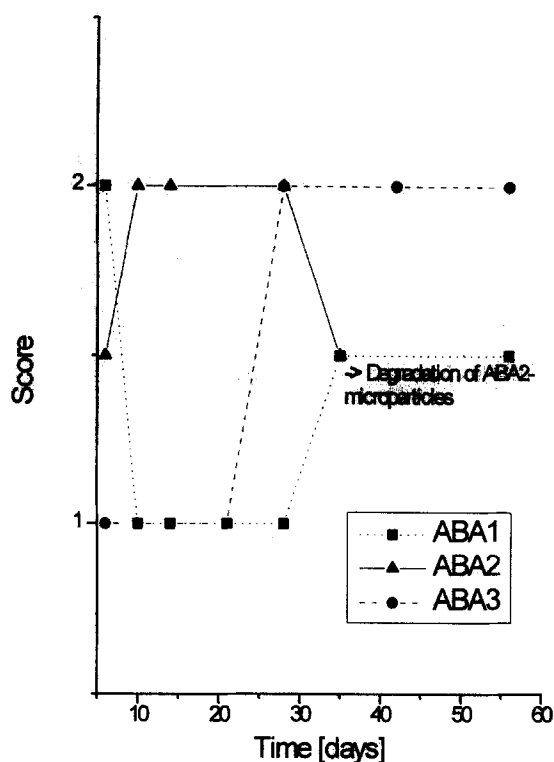 2
Score
-> Degradation of ABA2-
microparticles
1
ABA1
ABA2
ABA3
10 20 30 40 50 60
Time [days]